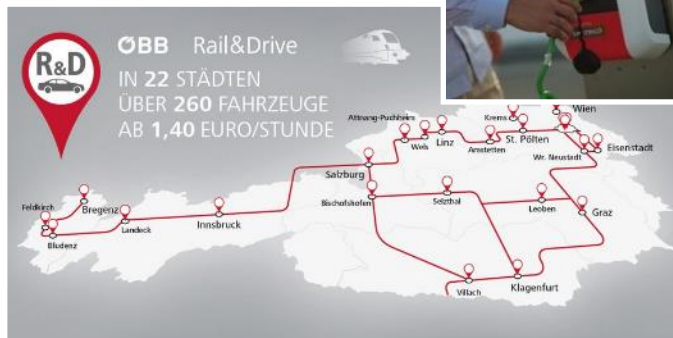 R&D
ÖBB Rail&Drive
IN 22 STÄDTEN
ÜBER 260 FAHRZEUGE
AB 1,40 EURO/STUNDE
Krems
Wien
Attnang-Puchheim
Wels
Linz
Amstetten
St. Pölten
Wr. Neustadt
Eisenstadt
Salzburg
Bischofshofen
Selzthal
Leoben
Graz
Feldkirch
Bregenz
Bludenz
Landeck
Innsbruck
Villach
Klagenfurt